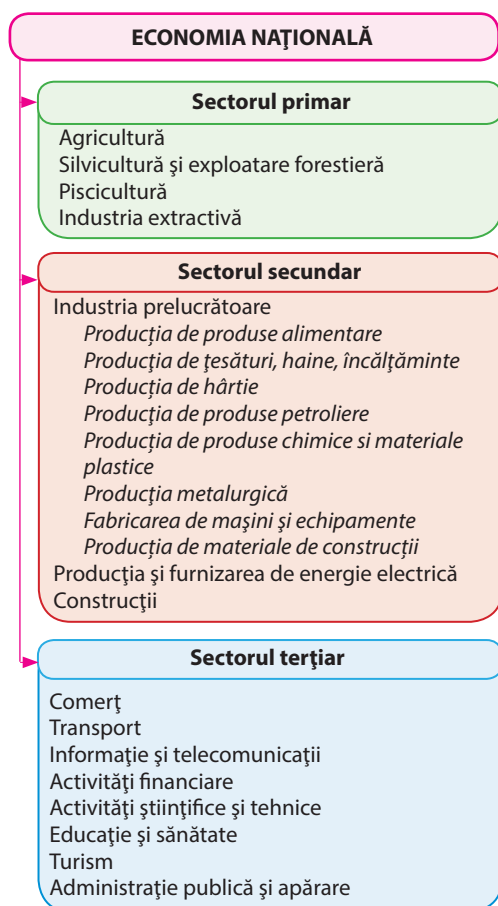 ECONOMIA NAŢIONALĂ
Sectorul primar
Agricultură
Silvicultură şi exploatare forestieră
Piscicultură
Industria extractivă
Sectorul secundar
Industria prelucrătoare
Producția de produse alimentare
Producţia de ţesături, haine, încălţăminte
Producția de hârtie
Producţia de produse petroliere
Producţia de produse chimice si materiale
plastice
Producţia metalurgică
Fabricarea de maşini şi echipamente
Producția de materiale de construcţii
Producţia şi furnizarea de energie electrică
Construcţii
Sectorul terţiar
Comerţ
Transport
Informaţie şi telecomunicaţii
Activităţi financiare
Activităţi ştiinţifice şi tehnice
Educaţie şi sănătate
Turism
Administraţie publică şi apărare